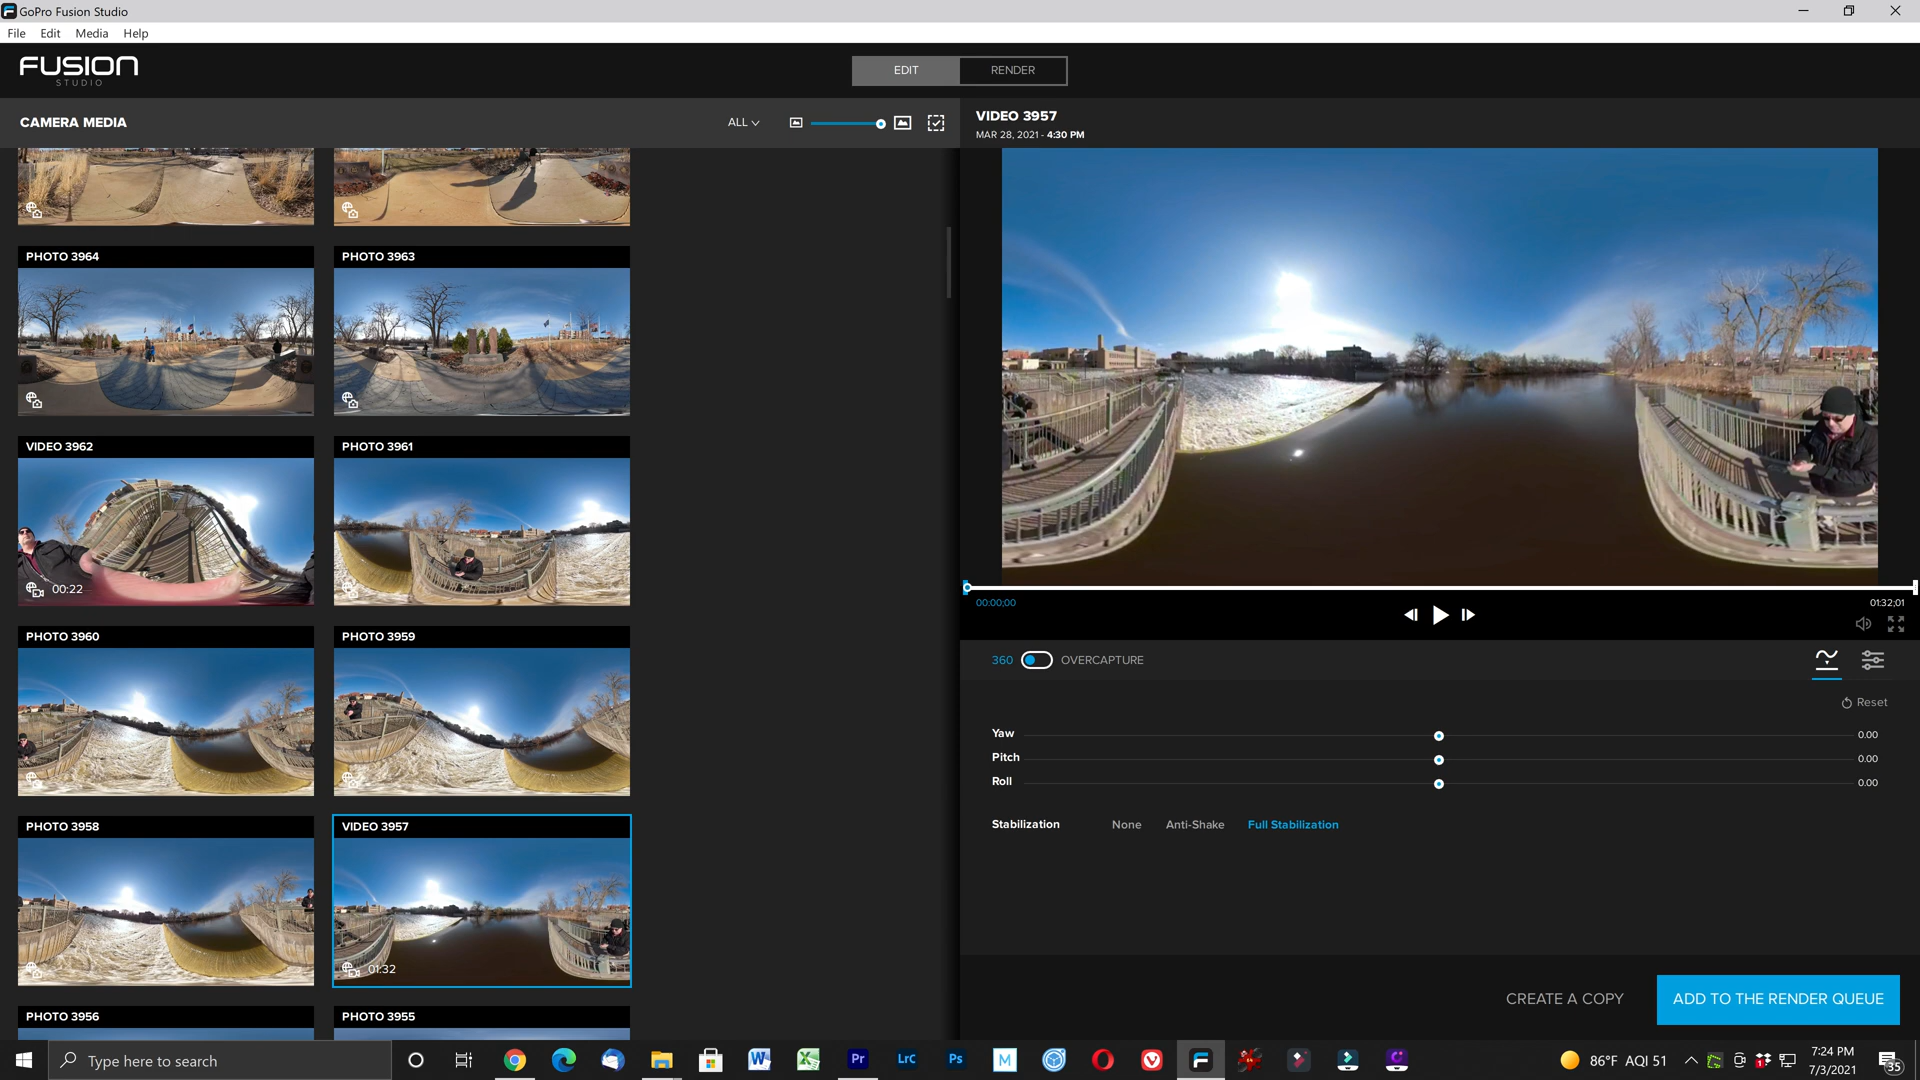 GoPro Fusion Studio
File Edit Media Help
FUSION
STUDIO
EDIT RENDER
CAMERA MEDIA
ALL
VIDEO 3957
MAR 28, 2021 - 4:30 PM
PHOTO 3964
PHOTO 3963
VIDEO 3962
00:22
PHOTO 3961
PHOTO 3960
PHOTO 3959
PHOTO 3958
VIDEO 3957
01:32
PHOTO 3956
PHOTO 3955
00:00;00
01:32;01
360 OVERCAPTURE
Reset
Yaw 0.00
Pitch 0.00
Roll 0.00
Stabilization None Anti-Shake Full Stabilization
CREATE A COPY
ADD TO THE RENDER QUEUE
Type here to search
W
X
Pr
LrC
Ps
M
86°F AQI 51
7:24 PM
7/3/2021
35